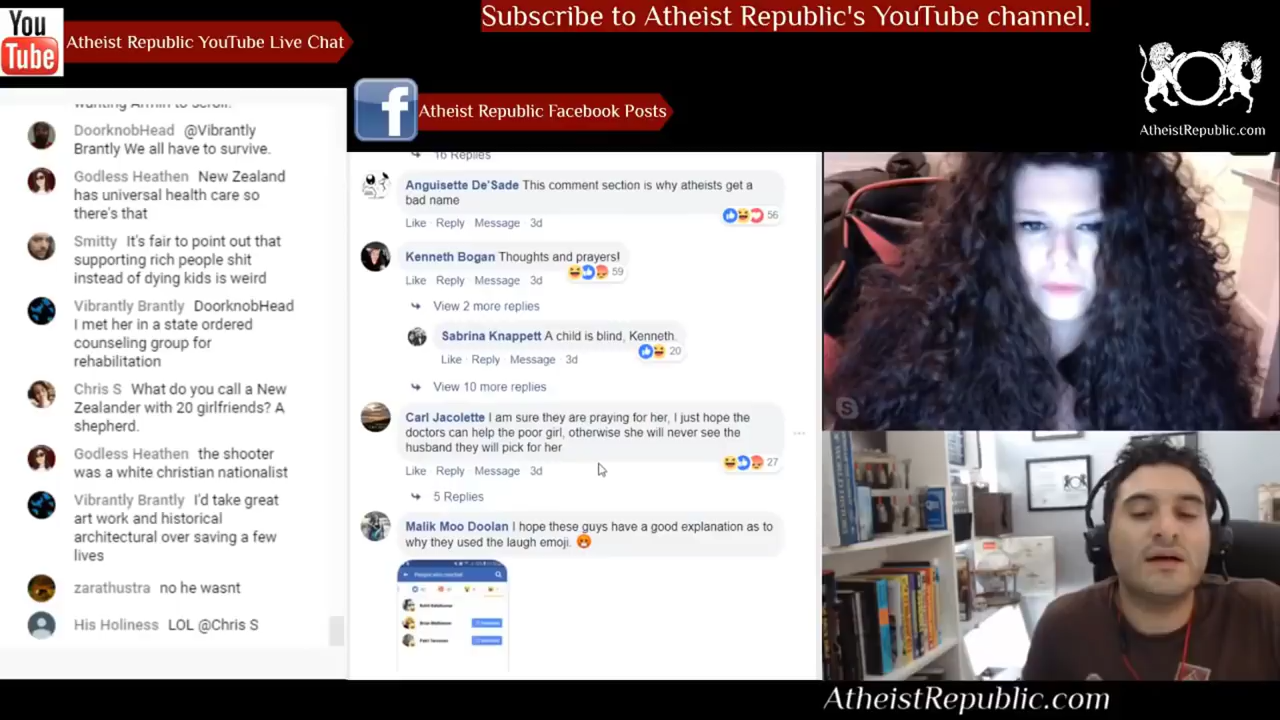 Subscribe to Atheist Republic's YouTube channel.
You
Tube
Atheist Republic YouTube Live Chat
AtheistRepublic.com
Atheist Republic Facebook Posts
wanting Armin to scroll.
DoorknobHead @Vibrantly
Brantly We all have to survive.
Godless Heathen New Zealand
has universal health care so
there's that
Smitty It's fair to point out that
supporting rich people shit
instead of dying kids is weird
Vibrantly Brantly DoorknobHead
I met her in a state ordered
counseling group for
rehabilitation
Chris S What do you call a New
Zealander with 20 girlfriends? A
shepherd.
Godless Heathen the shooter
was a white christian nationalist
Vibrantly Brantly I'd take great
art work and historical
architectural over saving a few
lives
zarathustra no he wasnt
His Holiness LOL @Chris S
f
16 Replies
Anguisette De'Sade This comment section is why atheists get a
bad name
56
Like · Reply · Message · 3d
Kenneth Bogan Thoughts and prayers!
59
Like · Reply · Message · 3d
View 2 more replies
Sabrina Knappett A child is blind, Kenneth.
20
Like · Reply · Message · 3d
View 10 more replies
Carl Jacolette I am sure they are praying for her, I just hope the
doctors can help the poor girl, otherwise she will never see the
husband they will pick for her
27
Like · Reply · Message · 3d
5 Replies
Malik Moo Doolan I hope these guys have a good explanation as to
why they used the laugh emoji.
AtheistRepublic.com